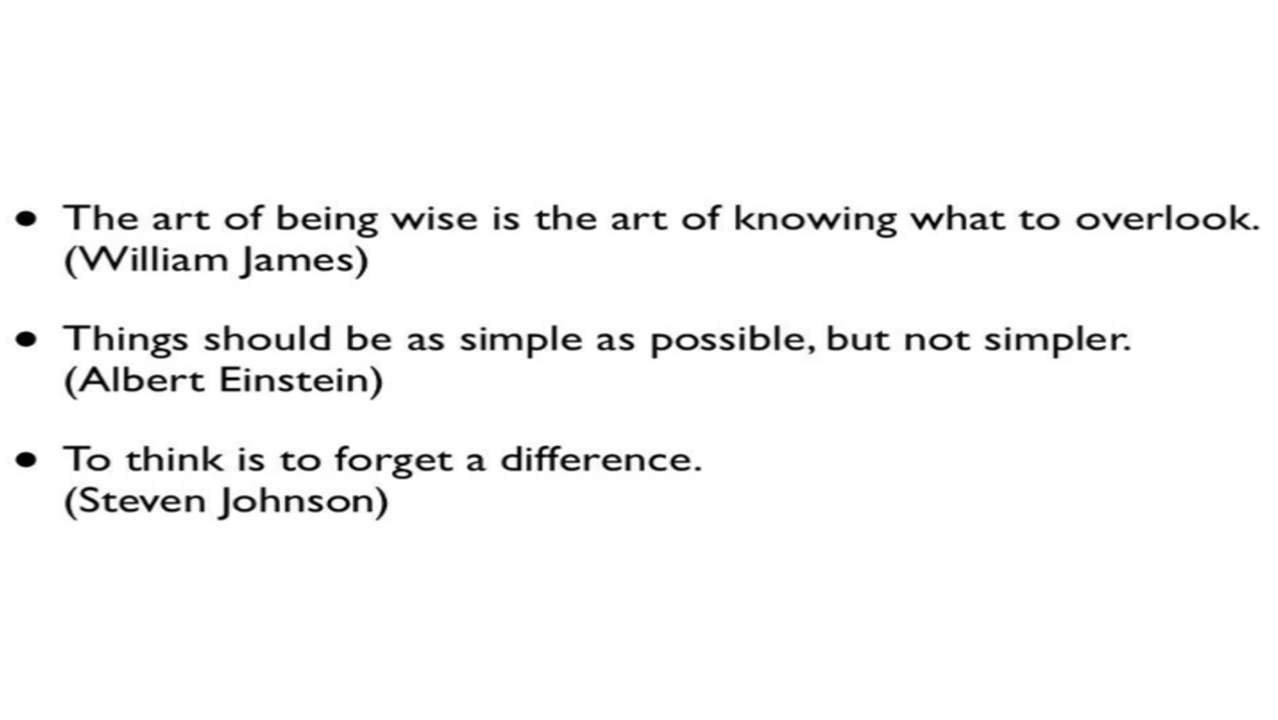 • The art of being wise is the art of knowing what to overlook.
(William James)
• Things should be as simple as possible, but not simpler.
(Albert Einstein)
• To think is to forget a difference.
(Steven Johnson)